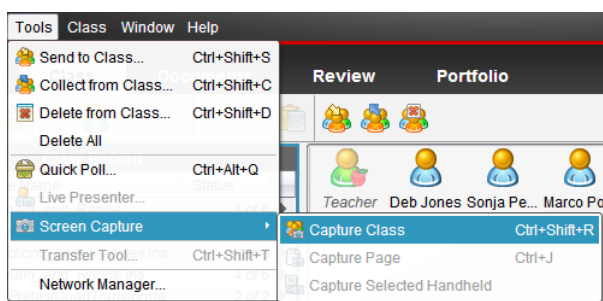 Tools Class Window Help
Send to Class... Ctrl+Shift+S
Collect from Class... Ctrl+Shift+C
Delete from Class... Ctrl+Shift+D
Delete All
Quick Poll... Ctrl+Alt+Q
Live Presenter...
Screen Capture
Transfer Tool... Ctrl+Shift+T
Network Manager...
Review Portfolio
Teacher Deb Jones Sonja Pe... Marco Po
Capture Class Ctrl+Shift+R
Capture Page Ctrl+J
Capture Selected Handheld